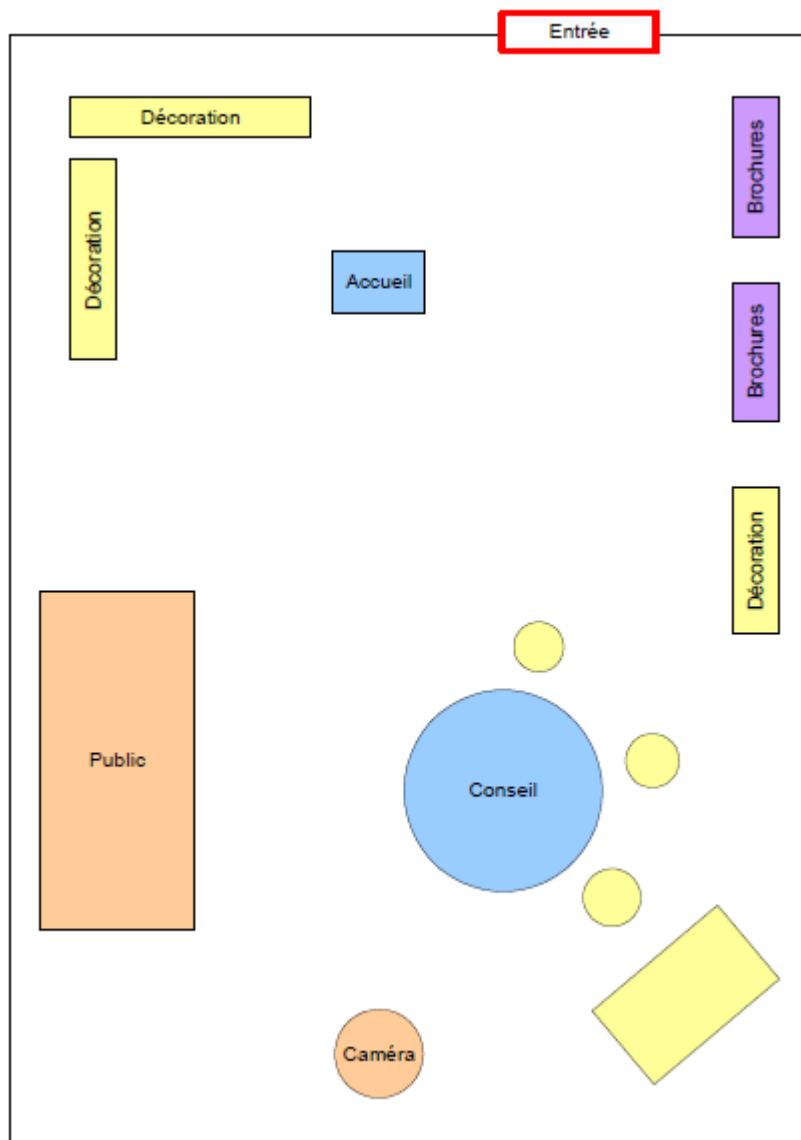 Entrée
Décoration
Brochures
Décoration
Accueil
Brochures
Décoration
Public
Conseil
Caméra